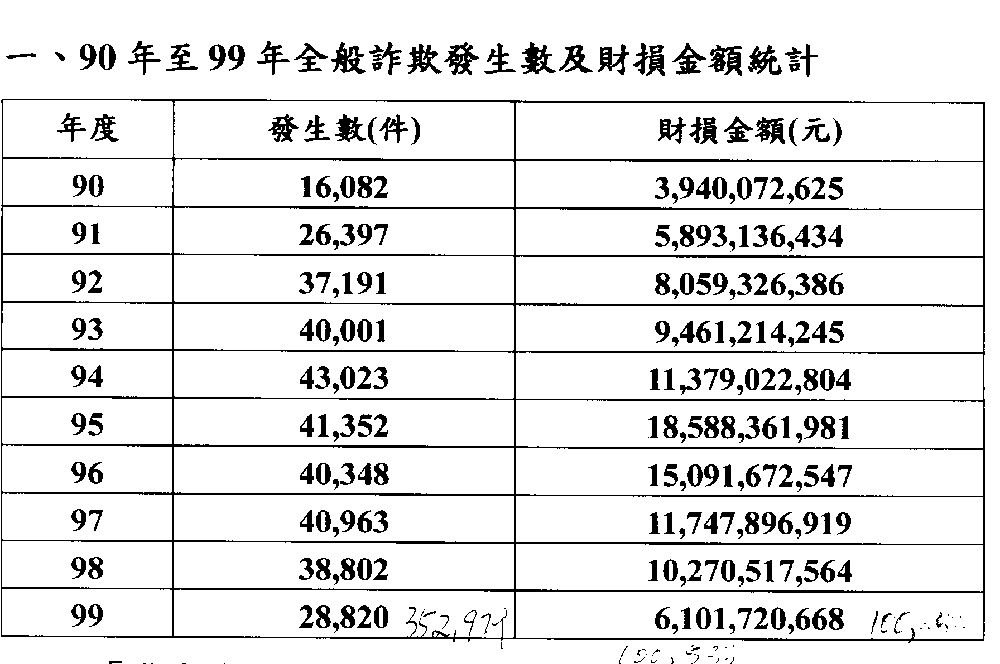 一、90年至99年全般詐欺發生數及財損金額統計
年度 發生數(件) 財損金額(元)
90 16,082 3,940,072,625
91 26,397 5,893,136,434
92 37,191 8,059,326,386
93 40,001 9,461,214,245
94 43,023 11,379,022,804
95 41,352 18,588,361,981
96 40,348 15,091,672,547
97 40,963 11,747,896,919
98 38,802 10,270,517,564
99 28,820 352,979 6,101,720,668